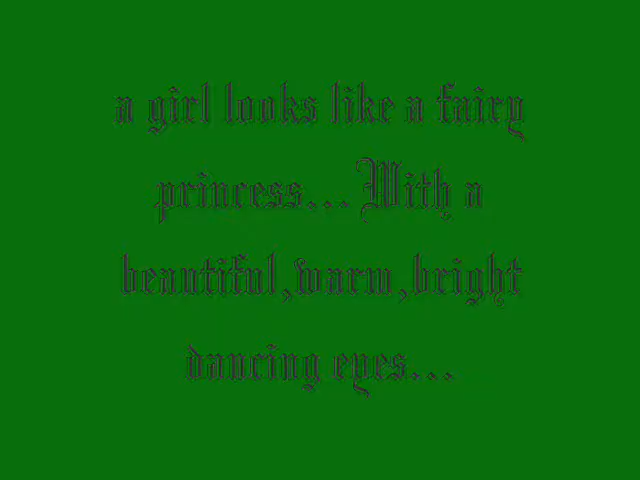 a girl looks like a fairy
princess...With a
beautiful,warm,bright
dancing eyes...